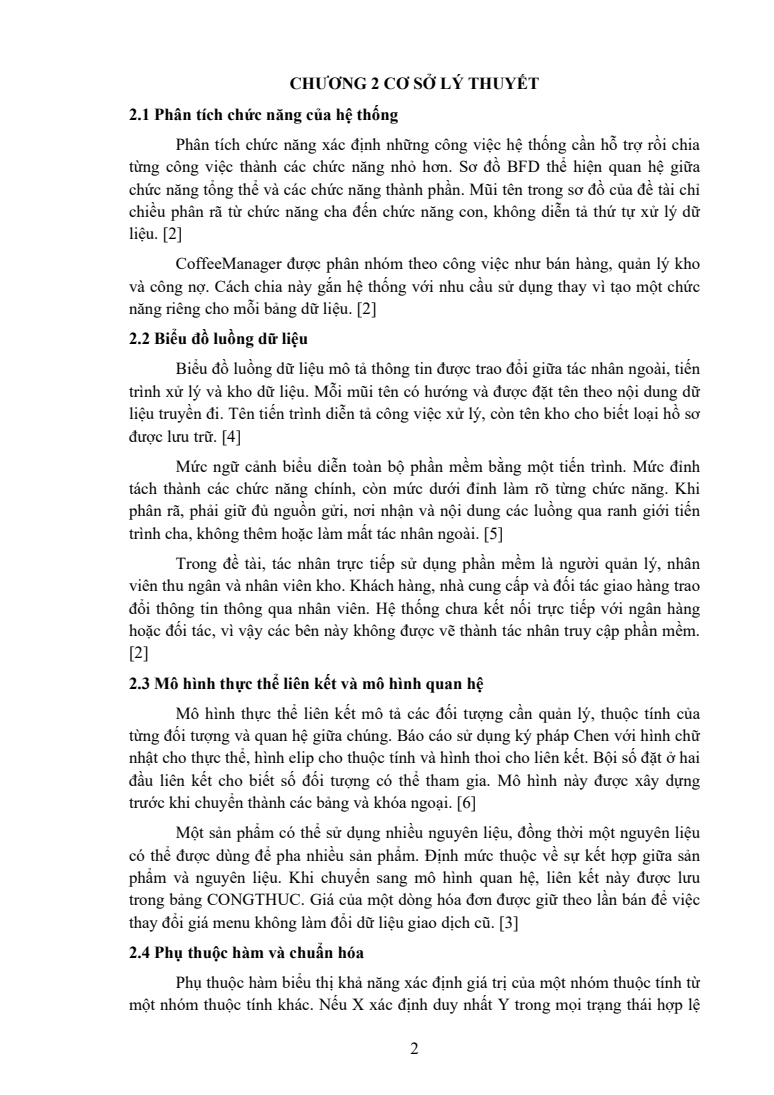 CHƯƠNG 2 CƠ SỞ LÝ THUYẾT
2.1 Phân tích chức năng của hệ thống
Phân tích chức năng xác định những công việc hệ thống cần hỗ trợ rồi chia
từng công việc thành các chức năng nhỏ hơn. Sơ đồ BFD thể hiện quan hệ giữa
chức năng tổng thể và các chức năng thành phần. Mũi tên trong sơ đồ của đề tài chỉ
chiều phân rã từ chức năng cha đến chức năng con, không diễn tả thứ tự xử lý dữ
liệu. [2]
CoffeeManager được phân nhóm theo công việc như bán hàng, quản lý kho
và công nợ. Cách chia này gắn hệ thống với nhu cầu sử dụng thay vì tạo một chức
năng riêng cho mỗi bảng dữ liệu. [2]
2.2 Biểu đồ luồng dữ liệu
Biểu đồ luồng dữ liệu mô tả thông tin được trao đổi giữa tác nhân ngoài, tiến
trình xử lý và kho dữ liệu. Mỗi mũi tên có hướng và được đặt tên theo nội dung dữ
liệu truyền đi. Tên tiến trình diễn tả công việc xử lý, còn tên kho cho biết loại hồ sơ
được lưu trữ. [4]
Mức ngữ cảnh biểu diễn toàn bộ phần mềm bằng một tiến trình. Mức đỉnh
tách thành các chức năng chính, còn mức dưới đỉnh làm rõ từng chức năng. Khi
phân rã, phải giữ đủ nguồn gửi, nơi nhận và nội dung các luồng qua ranh giới tiến
trình cha, không thêm hoặc làm mất tác nhân ngoài. [5]
Trong đề tài, tác nhân trực tiếp sử dụng phần mềm là người quản lý, nhân
viên thu ngân và nhân viên kho. Khách hàng, nhà cung cấp và đối tác giao hàng trao
đổi thông tin thông qua nhân viên. Hệ thống chưa kết nối trực tiếp với ngân hàng
hoặc đối tác, vì vậy các bên này không được vẽ thành tác nhân truy cập phần mềm.
[2]
2.3 Mô hình thực thể liên kết và mô hình quan hệ
Mô hình thực thể liên kết mô tả các đối tượng cần quản lý, thuộc tính của
từng đối tượng và quan hệ giữa chúng. Báo cáo sử dụng ký pháp Chen với hình chữ
nhật cho thực thể, hình elip cho thuộc tính và hình thoi cho liên kết. Bội số đặt ở hai
đầu liên kết cho biết số đối tượng có thể tham gia. Mô hình này được xây dựng
trước khi chuyển thành các bảng và khóa ngoại. [6]
Một sản phẩm có thể sử dụng nhiều nguyên liệu, đồng thời một nguyên liệu
có thể được dùng để pha nhiều sản phẩm. Định mức thuộc về sự kết hợp giữa sản
phẩm và nguyên liệu. Khi chuyển sang mô hình quan hệ, liên kết này được lưu
trong bảng CONGTHUC. Giá của một dòng hóa đơn được giữ theo lần bán để việc
thay đổi giá menu không làm đổi dữ liệu giao dịch cũ. [3]
2.4 Phụ thuộc hàm và chuẩn hóa
Phụ thuộc hàm biểu thị khả năng xác định giá trị của một nhóm thuộc tính từ
một nhóm thuộc tính khác. Nếu X xác định duy nhất Y trong mọi trạng thái hợp lệ
2